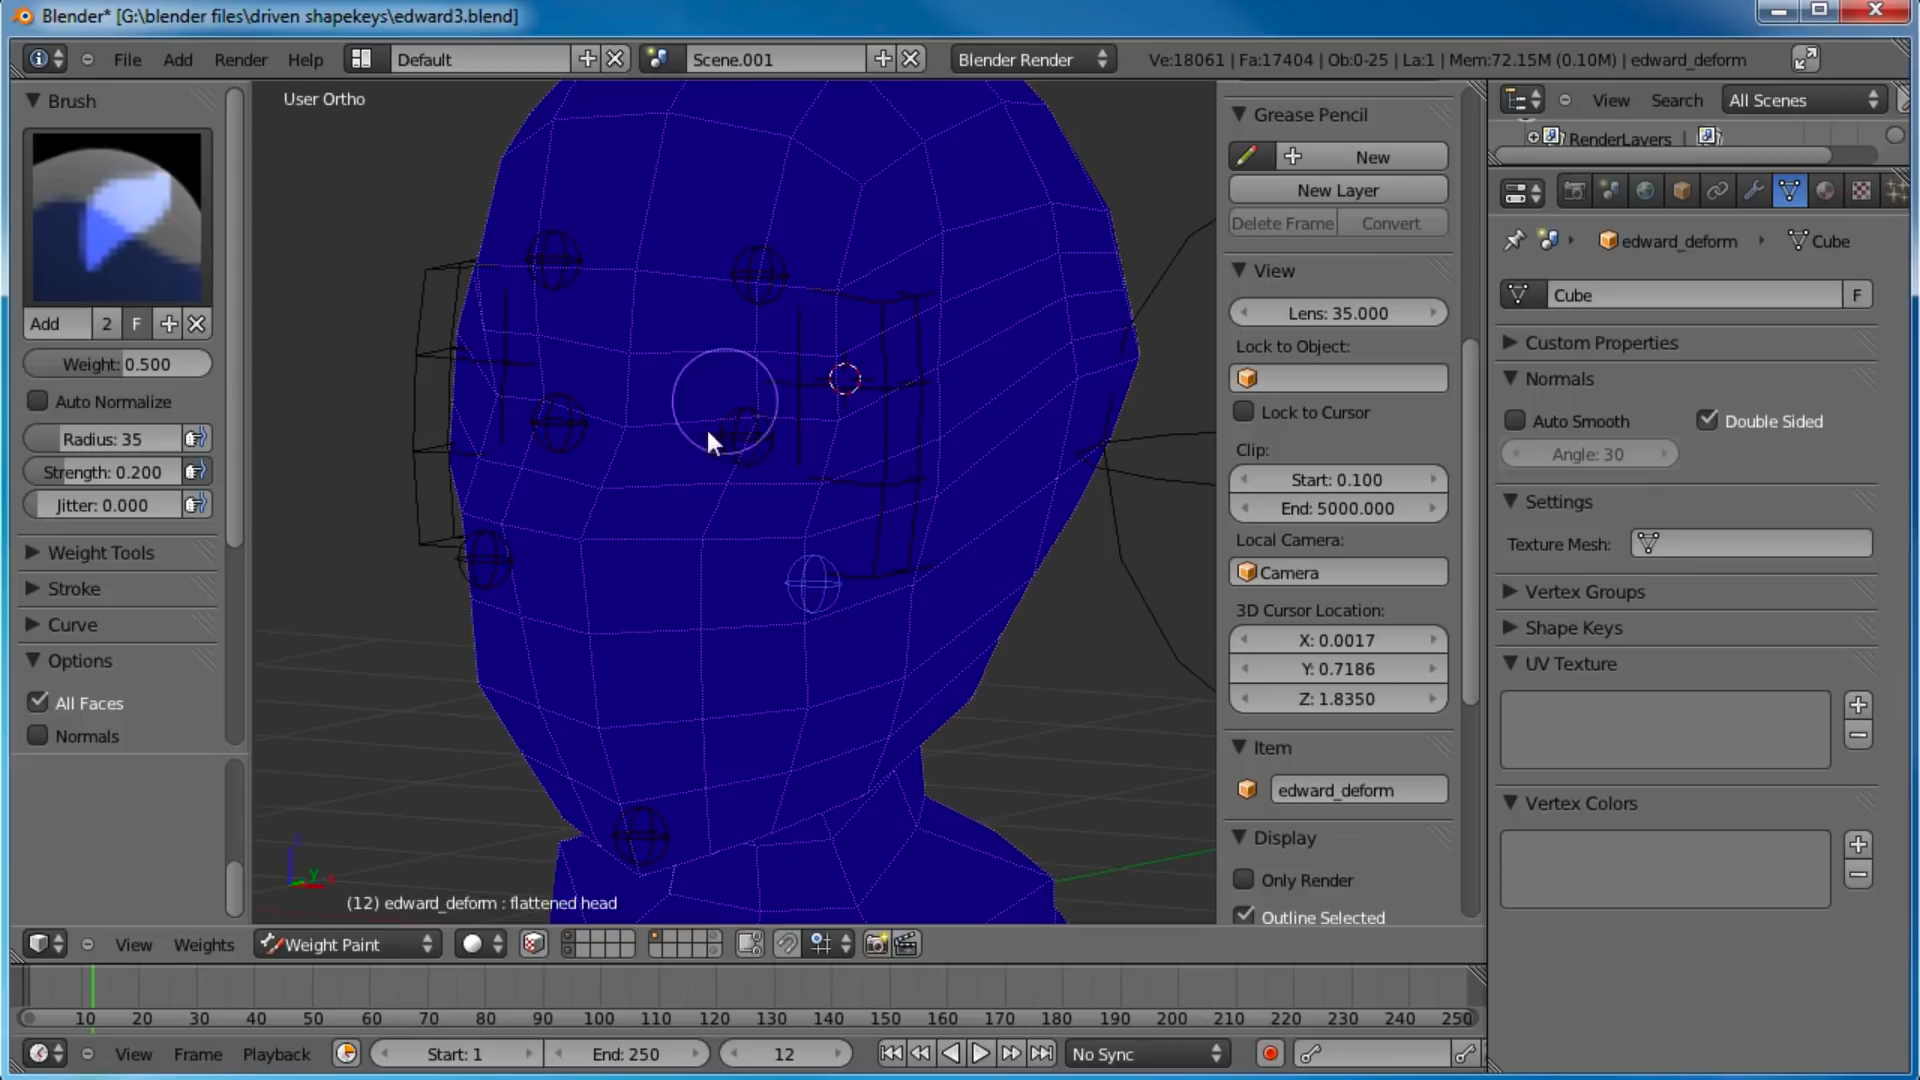 Blender* [G:\blender files\driven shapekeys\edward3.blend]
File Add Render Help Default Scene.001 Blender Render Ve:18061 | Fa:17404 | Ob:0-25 | La:1 | Mem:72.15M (0.10M) | edward_deform
Brush
Add 2 F
Weight: 0.500
Auto Normalize
Radius: 35
Strength: 0.200
Jitter: 0.000
Weight Tools
Stroke
Curve
Options
All Faces
Normals
User Ortho
z
y
x
(12) edward_deform : flattened head
Grease Pencil
New
New Layer
Delete Frame Convert
View
Lens: 35.000
Lock to Object:
Lock to Cursor
Clip:
Start: 0.100
End: 5000.000
Local Camera:
Camera
3D Cursor Location:
X: 0.0017
Y: 0.7186
Z: 1.8350
Item
edward_deform
Display
Only Render
Outline Selected
View Search All Scenes
RenderLayers |
edward_deform Cube
Cube F
Custom Properties
Normals
Auto Smooth Double Sided
Angle: 30
Settings
Texture Mesh:
Vertex Groups
Shape Keys
UV Texture
Vertex Colors
View Weights Weight Paint
10 20 30 40 50 60 70 80 90 100 110 120 130 140 150 160 170 180 190 200 210 220 230 240 250
View Frame Playback Start: 1 End: 250 12 No Sync